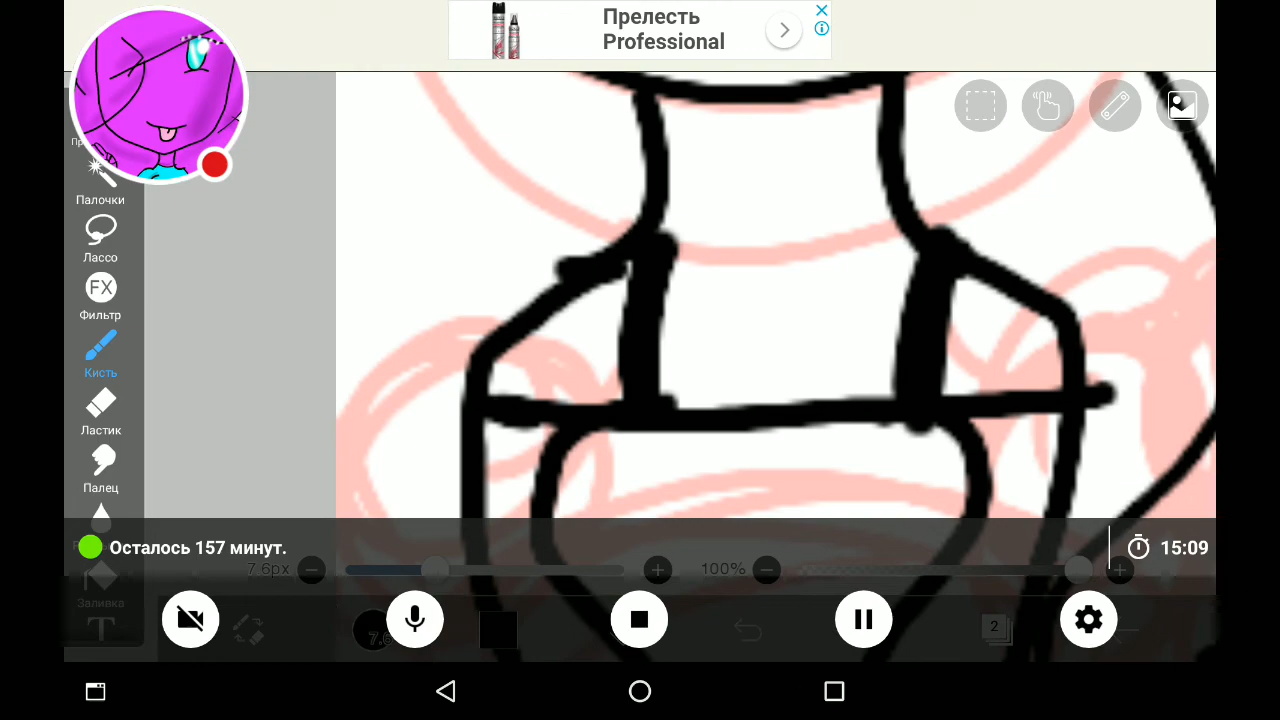 Прелесть
Professional
Палочки
Лассо
FX
Фильтр
Кисть
Ластик
Палец
Осталось 157 минут.
15:09
7.6px
100%
Заливка
2